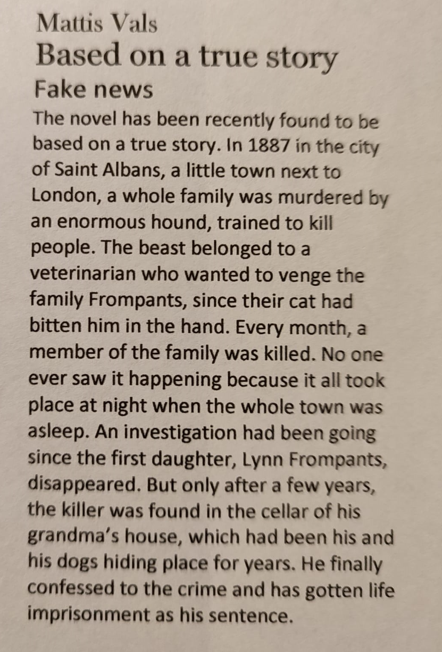 Mattis Vals
Based on a true story
Fake news
The novel has been recently found to be
based on a true story. In 1887 in the city
of Saint Albans, a little town next to
London, a whole family was murdered by
an enormous hound, trained to kill
people. The beast belonged to a
veterinarian who wanted to venge the
family Frompants, since their cat had
bitten him in the hand. Every month, a
member of the family was killed. No one
ever saw it happening because it all took
place at night when the whole town was
asleep. An investigation had been going
since the first daughter, Lynn Frompants,
disappeared. But only after a few years,
the killer was found in the cellar of his
grandma's house, which had been his and
his dogs hiding place for years. He finally
confessed to the crime and has gotten life
imprisonment as his sentence.